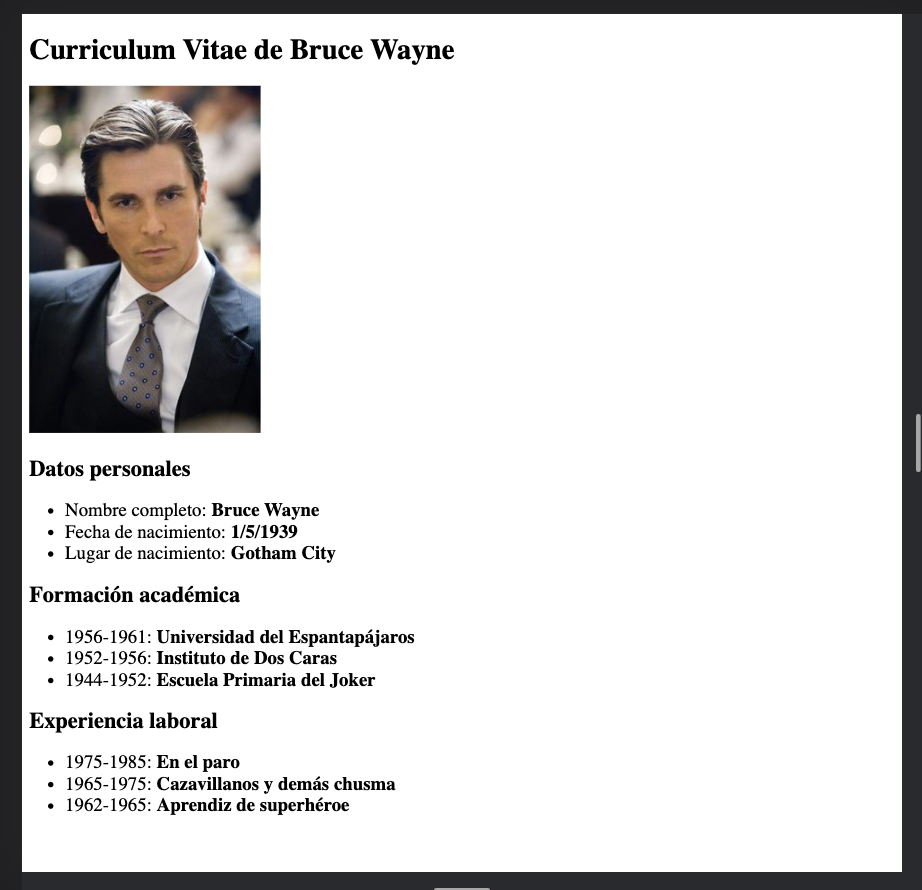 Curriculum Vitae de Bruce Wayne
Datos personales
Nombre completo: Bruce Wayne
Fecha de nacimiento: 1/5/1939
Lugar de nacimiento: Gotham City
Formación académica
1956-1961: Universidad del Espantapájaros
1952-1956: Instituto de Dos Caras
1944-1952: Escuela Primaria del Joker
Experiencia laboral
1975-1985: En el paro
1965-1975: Cazavillanos y demás chusma
1962-1965: Aprendiz de superhéroe